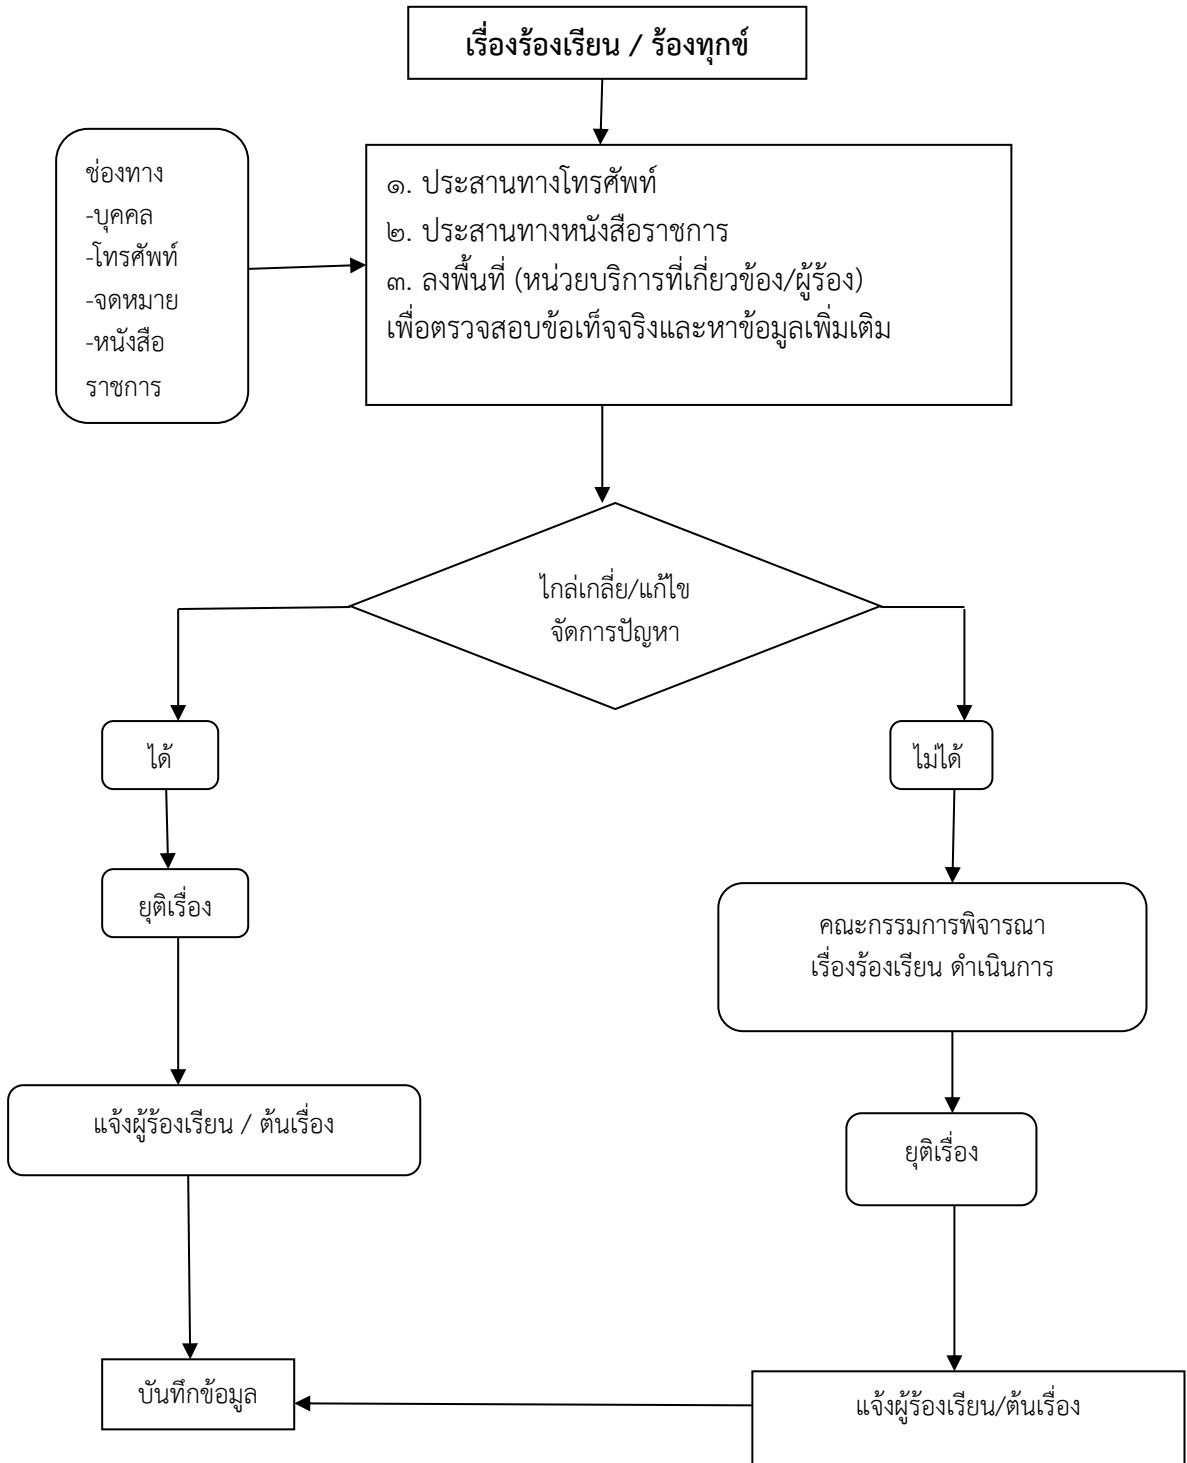 เรื่องร้องเรียน / ร้องทุกข์
ช่องทาง
-บุคคล
-โทรศัพท์
-จดหมาย
-หนังสือ
ราชการ
๑. ประสานทางโทรศัพท์
๒. ประสานทางหนังสือราชการ
๓. ลงพื้นที่ (หน่วยบริการที่เกี่ยวข้อง/ผู้ร้อง)
เพื่อตรวจสอบข้อเท็จจริงและหาข้อมูลเพิ่มเติม
ไกล่เกลี่ย/แก้ไข
จัดการปัญหา
ได้
ไม่ได้
ยุติเรื่อง
คณะกรรมการพิจารณา
เรื่องร้องเรียน ดำเนินการ
แจ้งผู้ร้องเรียน / ต้นเรื่อง
ยุติเรื่อง
บันทึกข้อมูล
แจ้งผู้ร้องเรียน/ต้นเรื่อง